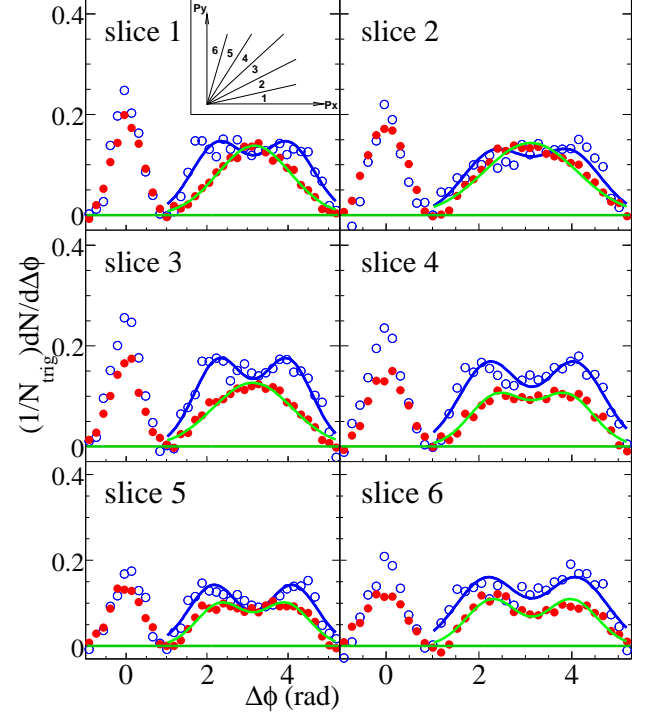 slice 1
slice 2
Py
6
5
4
3
2
1
Px
0.4
0.2
0
slice 3
slice 4
0.4
0.2
0
slice 5
slice 6
0.4
0.2
0
0 2 4 0 2 4
Δϕ (rad)
(1/N_trig)dN/dΔϕ